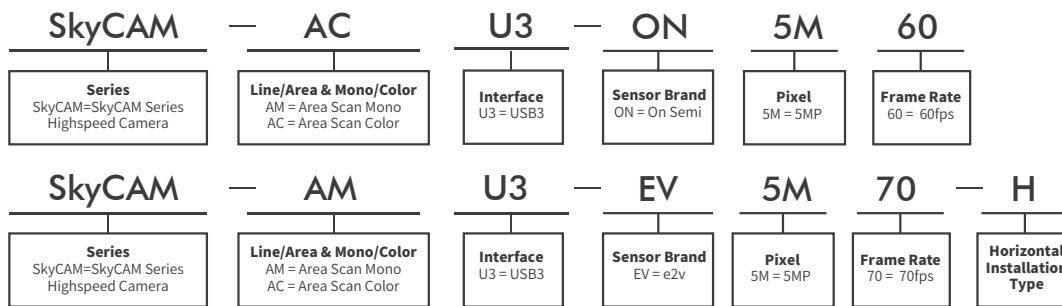 SkyCAM — AC U3 — ON 5M 60
Series
SkyCAM=SkyCAM Series
Highspeed Camera
Line/Area & Mono/Color
AM = Area Scan Mono
AC = Area Scan Color
Interface
U3 = USB3
Sensor Brand
ON = On Semi
Pixel
5M = 5MP
Frame Rate
60 = 60fps
SkyCAM — AM U3 — EV 5M 70 — H
Series
SkyCAM=SkyCAM Series
Highspeed Camera
Line/Area & Mono/Color
AM = Area Scan Mono
AC = Area Scan Color
Interface
U3 = USB3
Sensor Brand
EV = e2v
Pixel
5M = 5MP
Frame Rate
70 = 70fps
Horizontal
Installation
Type